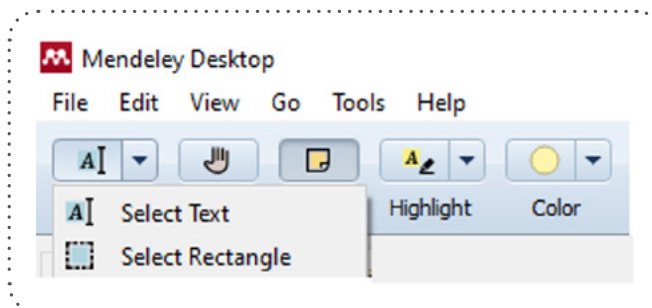 Mendeley Desktop
File Edit View Go Tools Help
Highlight Color
Select Text
Select Rectangle